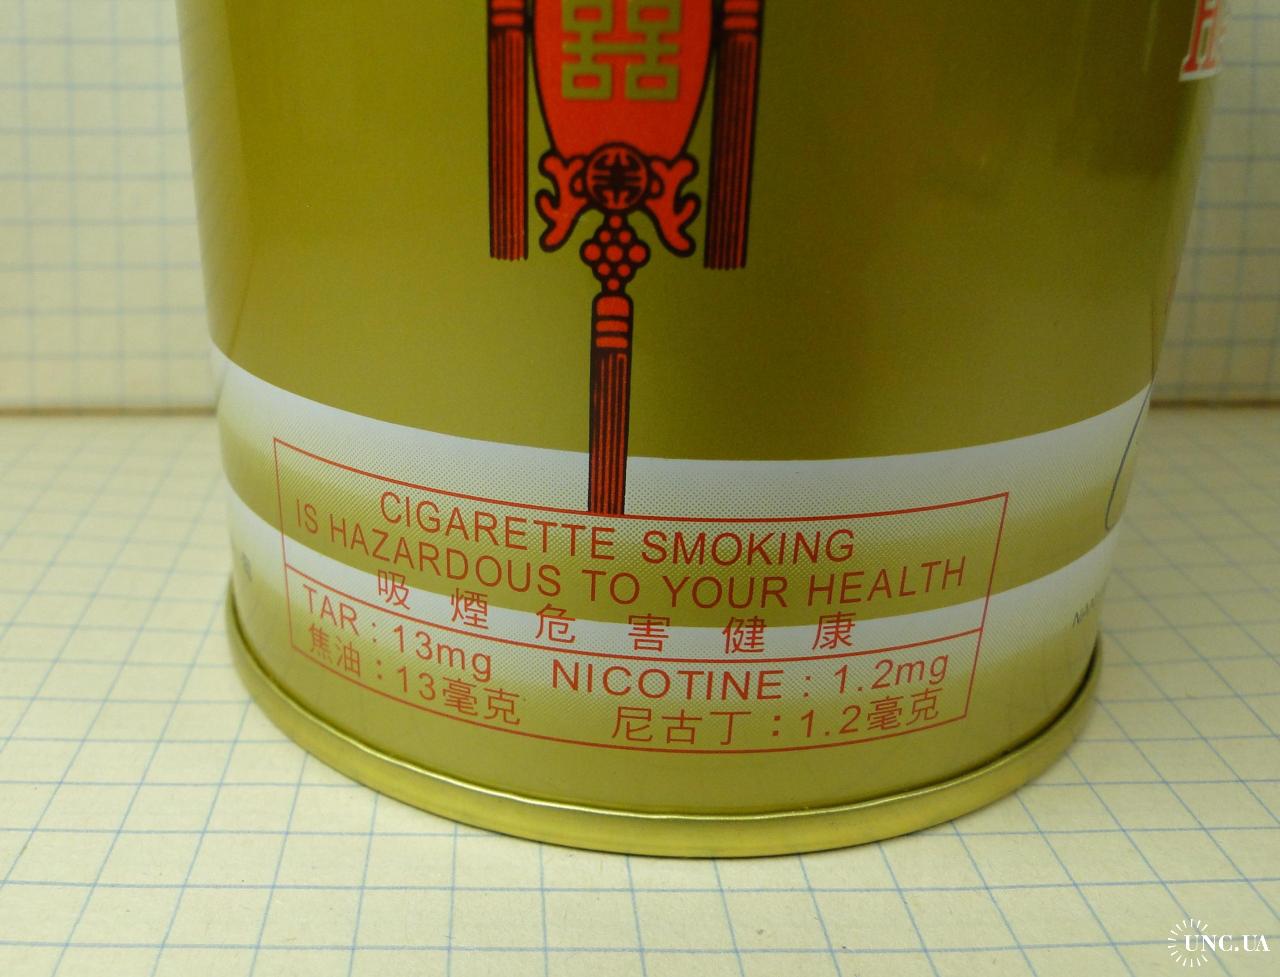 囍
CIGARETTE SMOKING
IS HAZARDOUS TO YOUR HEALTH
吸煙危害健康
TAR : 13mg NICOTINE : 1.2mg
焦油：13毫克 尼古丁：1.2毫克
UNC.UA